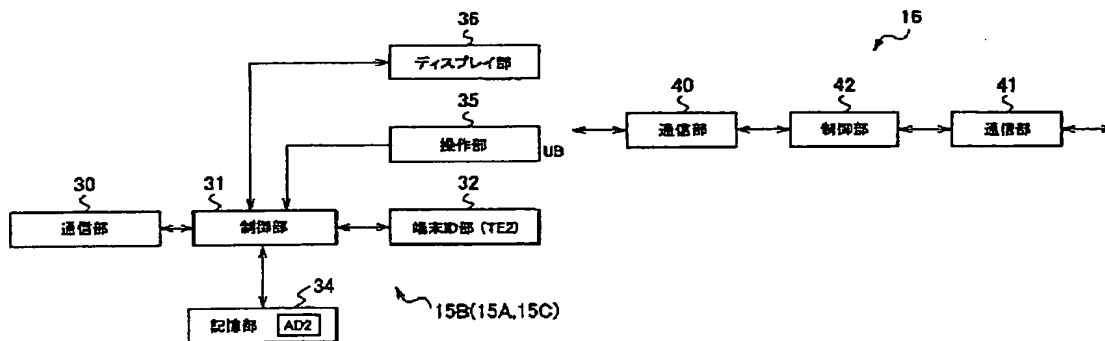 36
ディスプレイ部
35
操作部
UB
30
通信部
31
制御部
32
端末ID部 (TE2)
34
記憶部 AD2
15B(15A,15C)
16
40
通信部
42
制御部
41
通信部